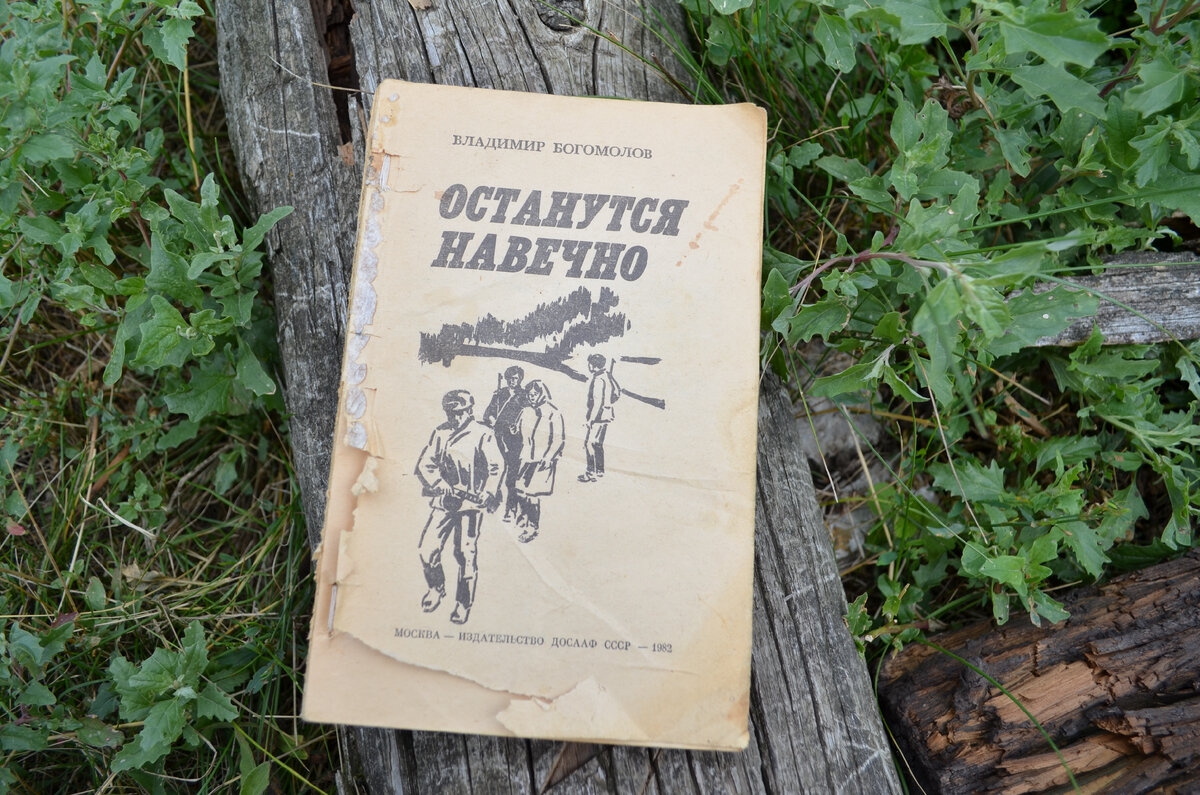 ВЛАДИМИР БОГОМОЛОВ
ОСТАНУТСЯ
НАВЕЧНО
МОСКВА — ИЗДАТЕЛЬСТВО ДОСААФ СССР — 1982